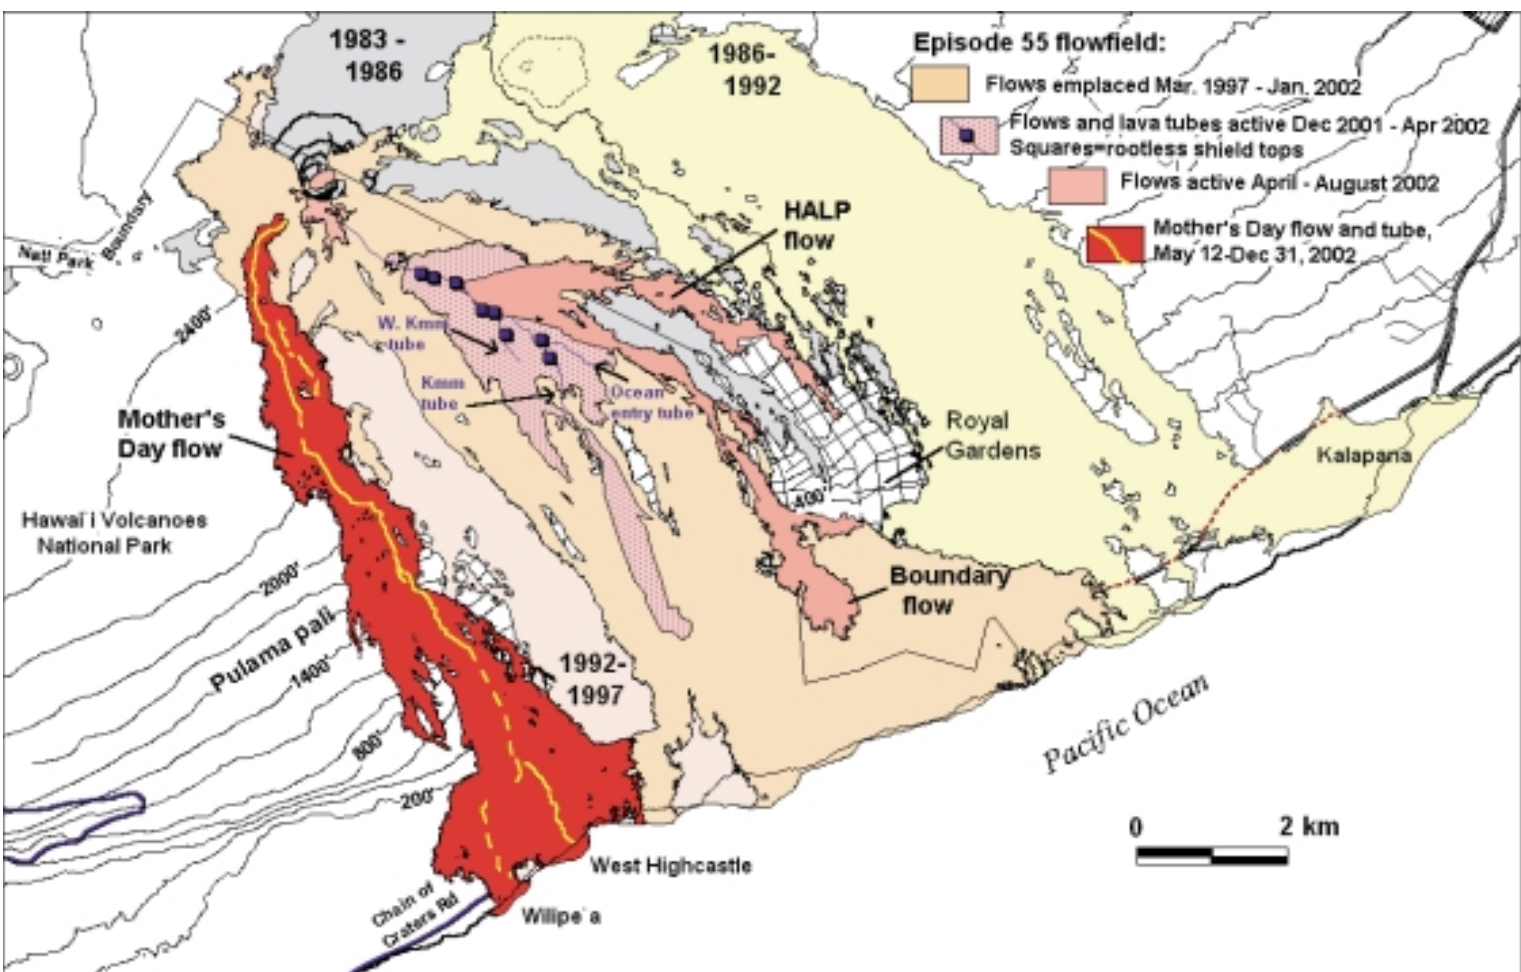 1983 -
1986
1986-
1992
Episode 55 flowfield:
Flows emplaced Mar. 1997 - Jan. 2002
Flows and lava tubes active Dec 2001 - Apr 2002
Squares=rootless shield tops
Flows active April - August 2002
Mother's Day flow and tube,
May 12-Dec 31, 2002
Natl Park
Boundary
HALP
flow
2400'
W. Kmm
tube
Kmm
tube
Ocean
entry tube
Mother's
Day flow
Royal
Gardens
Kalapana
400'
Hawai`i Volcanoes
National Park
2000'
Boundary
flow
Pulama pali
1400'
1992-
1997
800'
200'
Pacific Ocean
0 2 km
West Highcastle
Chain of
Craters Rd
Wilipe`a